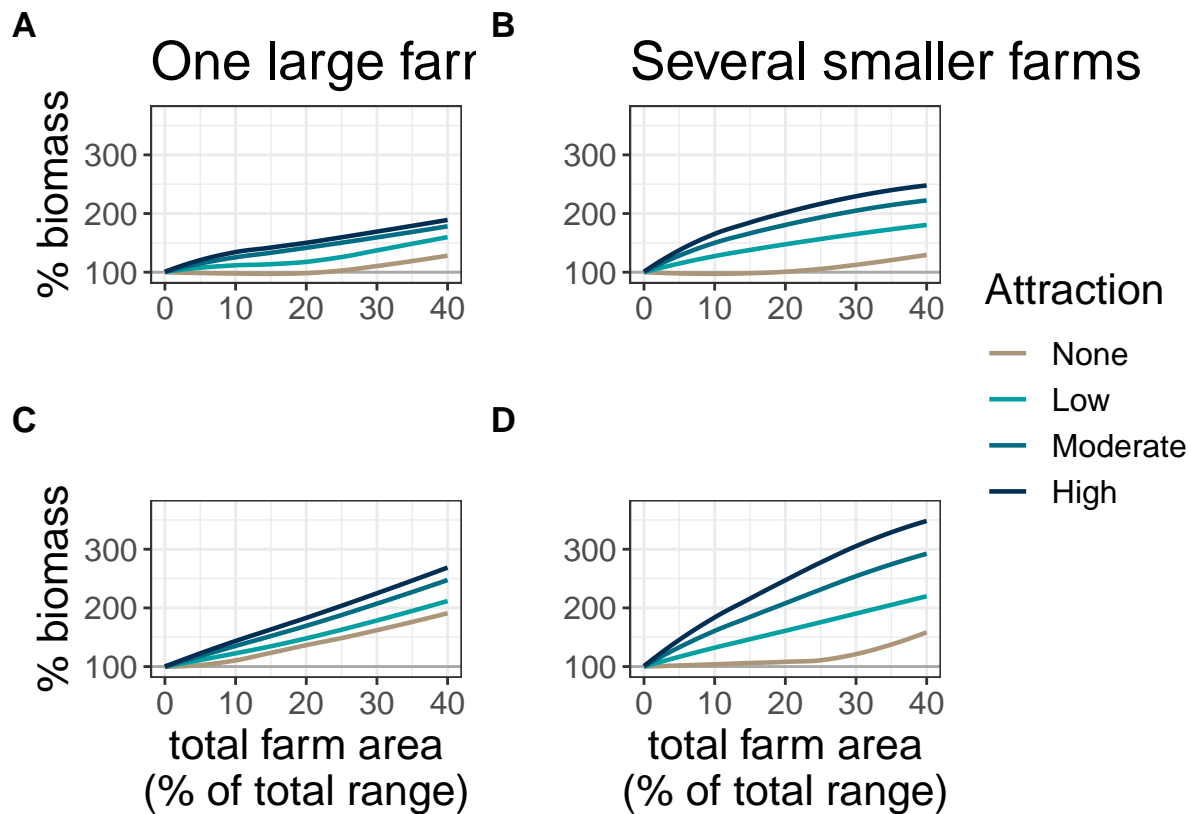 A
B
One large farr
Several smaller farms
% biomass
300
200
100
0 10 20 30 40
300
200
100
0 10 20 30 40
Attraction
None
Low
Moderate
High
C
D
% biomass
300
200
100
0 10 20 30 40
total farm area
(% of total range)
300
200
100
0 10 20 30 40
total farm area
(% of total range)